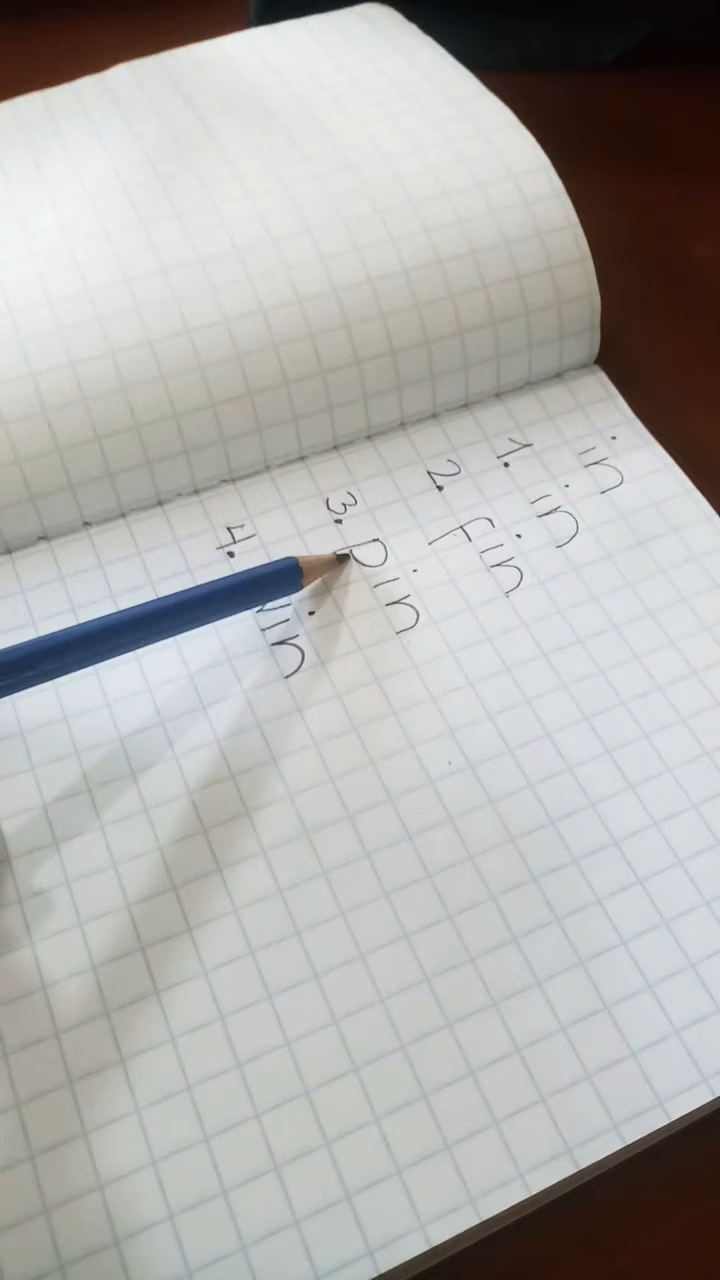 in
1. in
2. fin
3. pin
4.